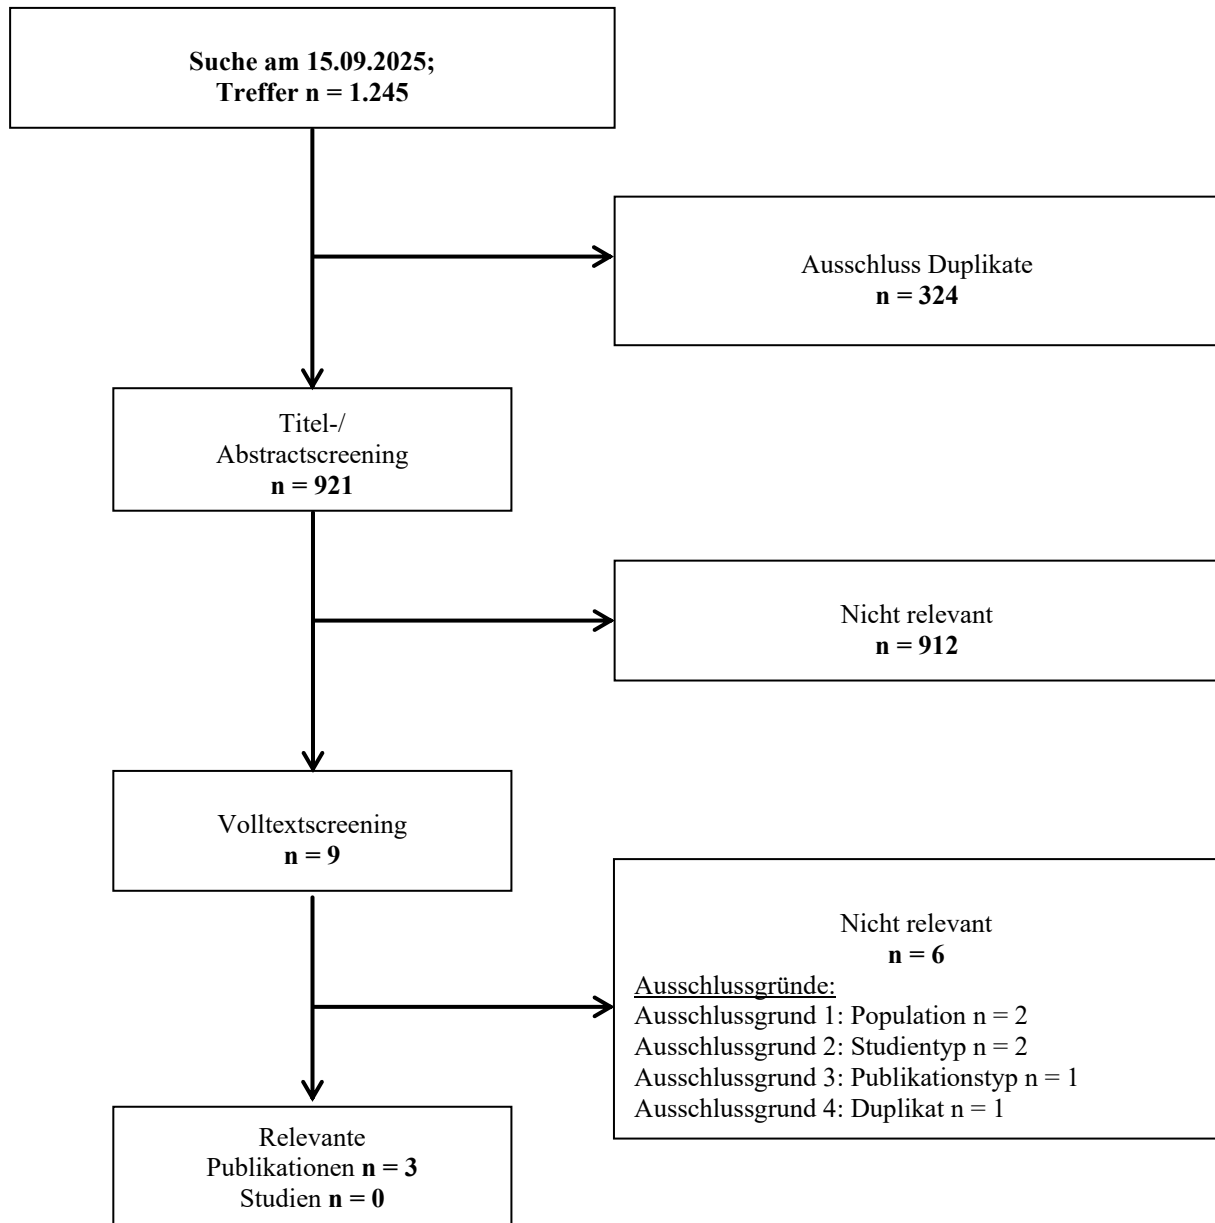 Suche am 15.09.2025;
Treffer n = 1.245
Ausschluss Duplikate
n = 324
Titel-/
Abstractscreening
n = 921
Nicht relevant
n = 912
Volltextscreening
n = 9
Nicht relevant
n = 6
Ausschlussgründe:
Ausschlussgrund 1: Population n = 2
Ausschlussgrund 2: Studientyp n = 2
Ausschlussgrund 3: Publikationstyp n = 1
Ausschlussgrund 4: Duplikat n = 1
Relevante
Publikationen n = 3
Studien n = 0